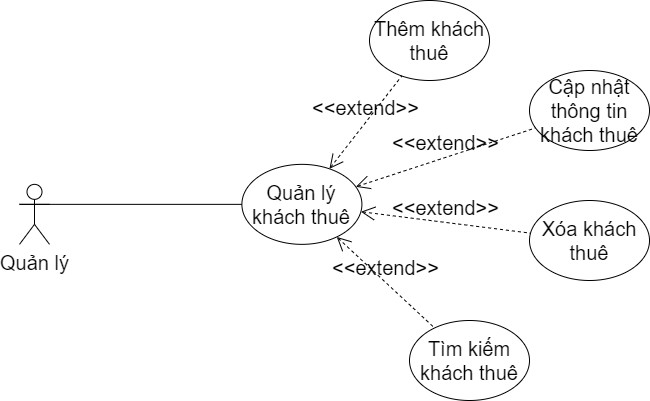 Thêm khách
thuê
<<extend>>
Cập nhật
thông tin
khách thuê
<<extend>>
Quản lý
khách thuê
<<extend>>
Xóa khách
thuê
Quản lý
<<extend>>
Tìm kiếm
khách thuê